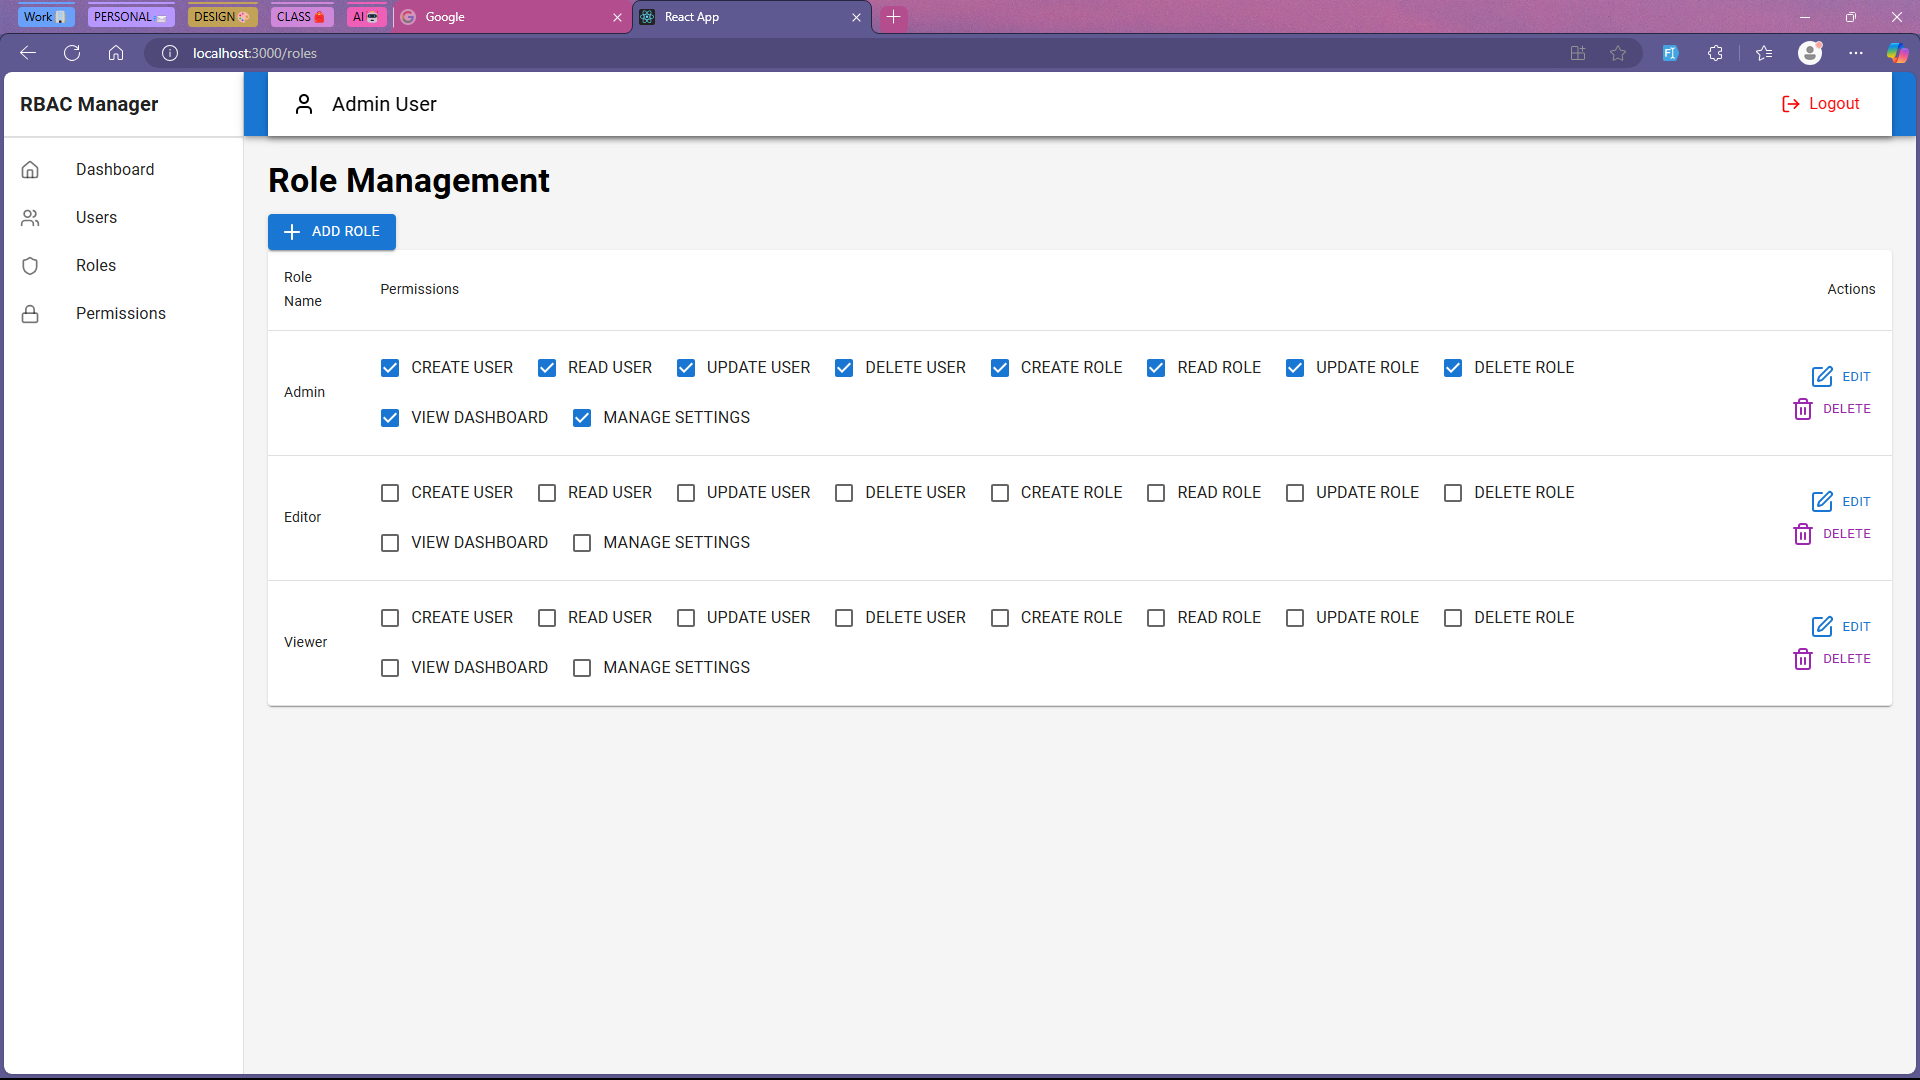 Work PERSONAL DESIGN CLASS AI Google React App
localhost:3000/roles
RBAC Manager
Admin User
Logout
Dashboard
Users
Roles
Permissions
Role Management
ADD ROLE
Role Name Permissions Actions
Admin
CREATE USER READ USER UPDATE USER DELETE USER CREATE ROLE READ ROLE UPDATE ROLE DELETE ROLE
VIEW DASHBOARD MANAGE SETTINGS
EDIT
DELETE
Editor
CREATE USER READ USER UPDATE USER DELETE USER CREATE ROLE READ ROLE UPDATE ROLE DELETE ROLE
VIEW DASHBOARD MANAGE SETTINGS
EDIT
DELETE
Viewer
CREATE USER READ USER UPDATE USER DELETE USER CREATE ROLE READ ROLE UPDATE ROLE DELETE ROLE
VIEW DASHBOARD MANAGE SETTINGS
EDIT
DELETE